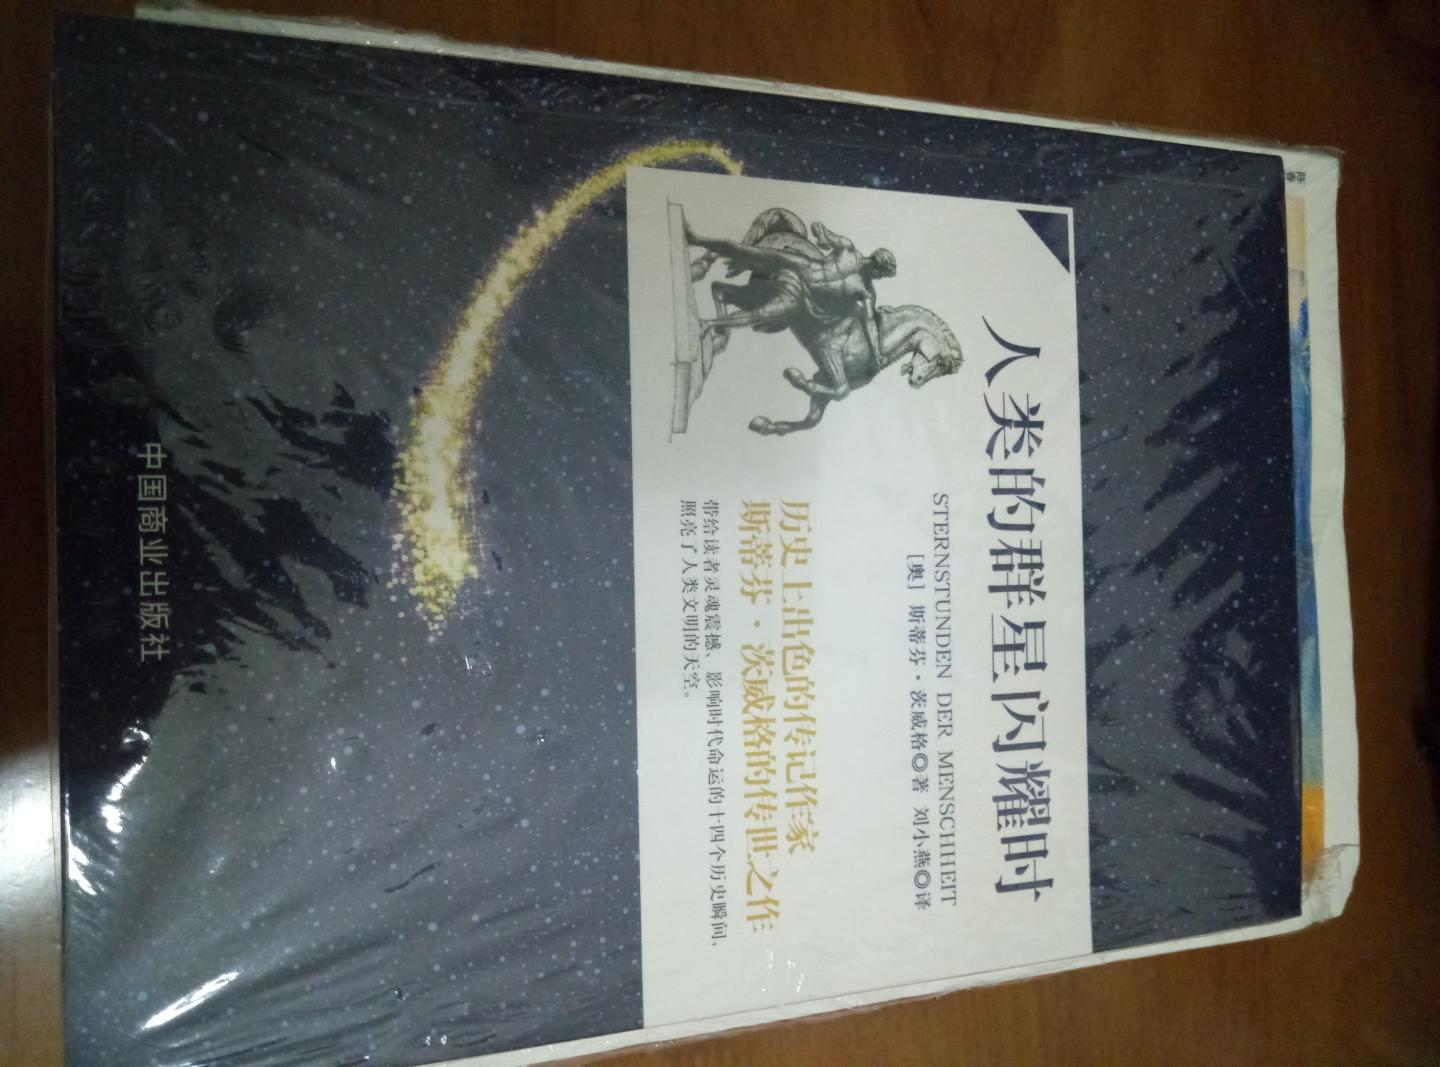 人类的群星闪耀时
STERNSTUNDEN DER MENSCHHEIT
[奥] 斯蒂芬·茨威格◎著 刘小燕◎译
历史上出色的传记作家
斯蒂芬·茨威格的传世之作
带给读者灵魂震撼、影响时代命运的十四个历史瞬间,
照亮了人类文明的天空。
中国商业出版社